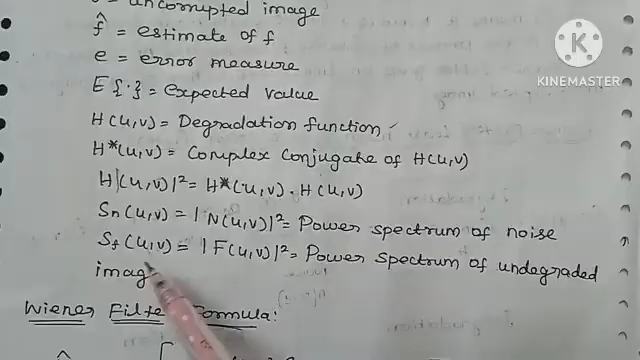 = uncorrupted image
f̂ = estimate of f
e = error measure
E {·} = Expected value
H(u,v) = Degradation function
H*(u,v) = Complex Conjugate of H(u,v)
H|(u,v)|² = H*(u,v) . H(u,v)
Sn(u,v) = |N(u,v)|² = Power spectrum of noise
Sf(u,v) = |F(u,v)|² = Power Spectrum of undegraded
imag
Wiener Filter Formula:
KINEMASTER